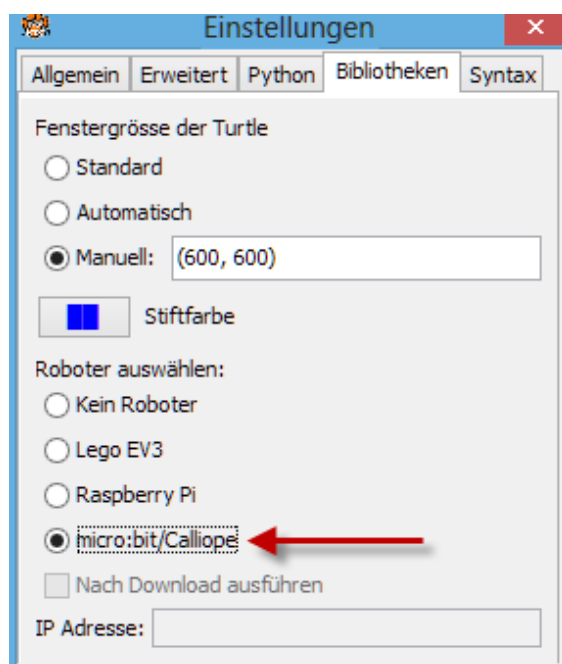 Einstellungen
Allgemein Erweitert Python Bibliotheken Syntax
Fenstergrösse der Turtle
Standard
Automatisch
Manuell: (600, 600)
Stiftfarbe
Roboter auswählen:
Kein Roboter
Lego EV3
Raspberry Pi
micro:bit/Calliope
Nach Download ausführen
IP Adresse: